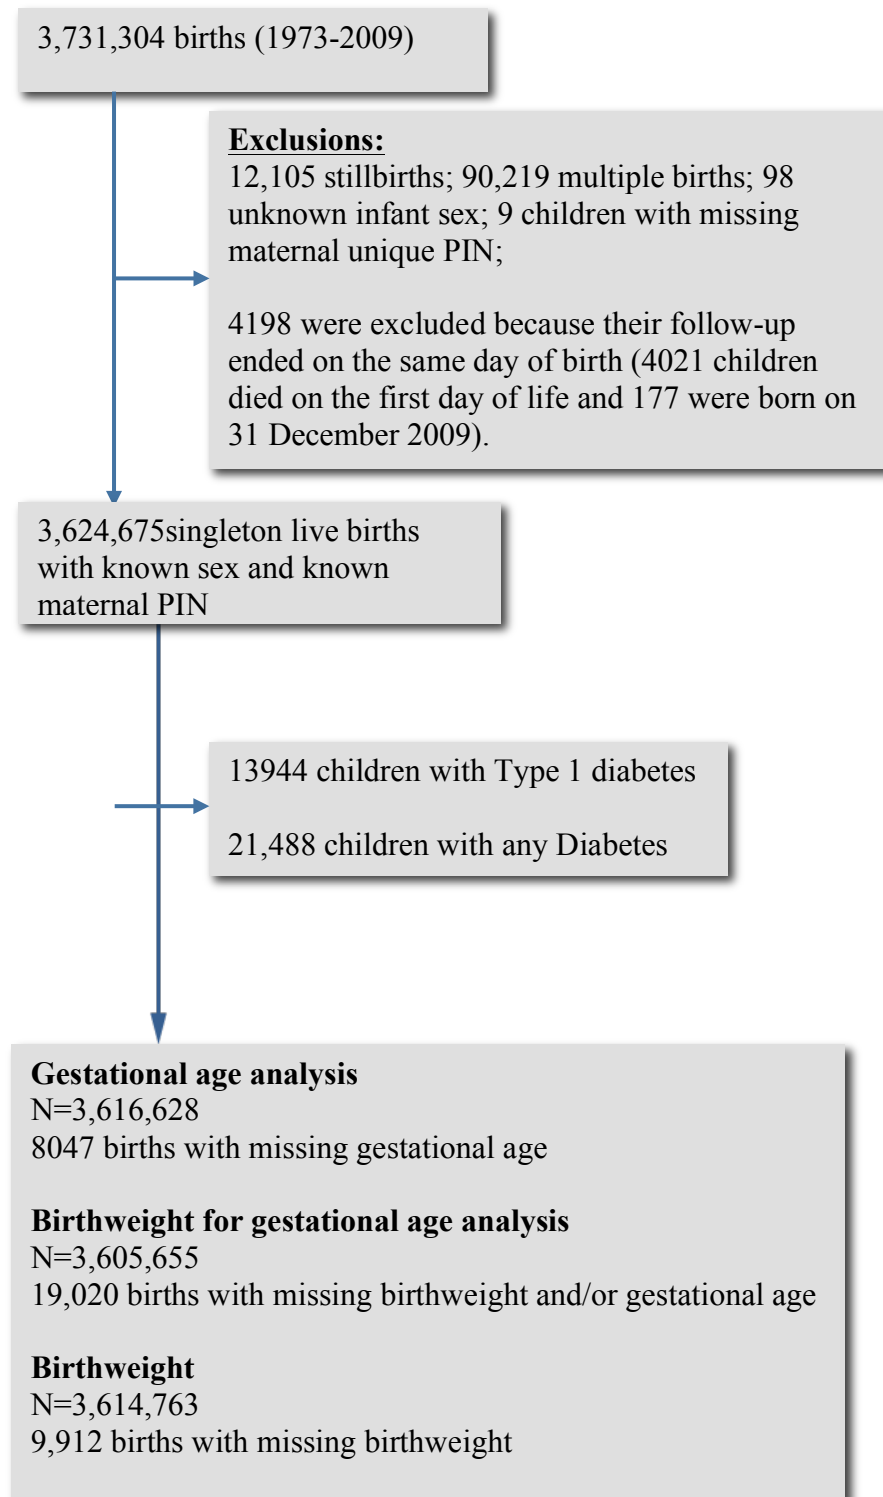 3,731,304 births (1973-2009)
Exclusions:
12,105 stillbirths; 90,219 multiple births; 98
unknown infant sex; 9 children with missing
maternal unique PIN;
4198 were excluded because their follow-up
ended on the same day of birth (4021 children
died on the first day of life and 177 were born on
31 December 2009).
3,624,675singleton live births
with known sex and known
maternal PIN
13944 children with Type 1 diabetes
21,488 children with any Diabetes
Gestational age analysis
N=3,616,628
8047 births with missing gestational age
Birthweight for gestational age analysis
N=3,605,655
19,020 births with missing birthweight and/or gestational age
Birthweight
N=3,614,763
9,912 births with missing birthweight